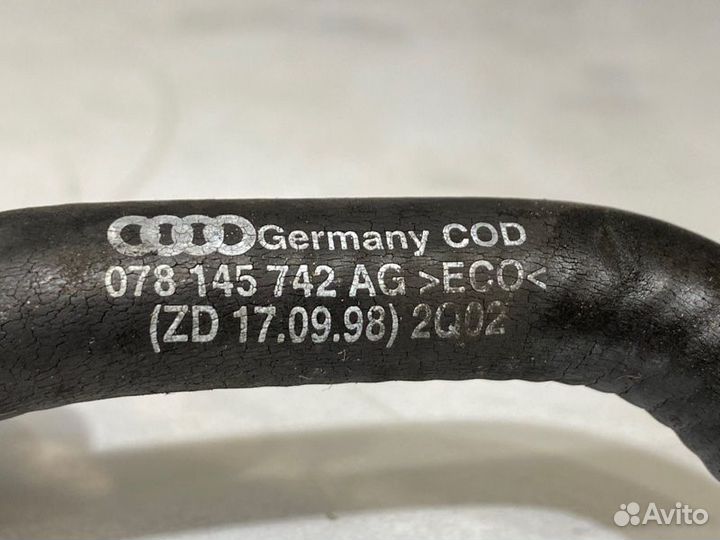 Germany COD
078 145 742 AG >ECO<
(ZD 17.09.98) 2Q02
Avito